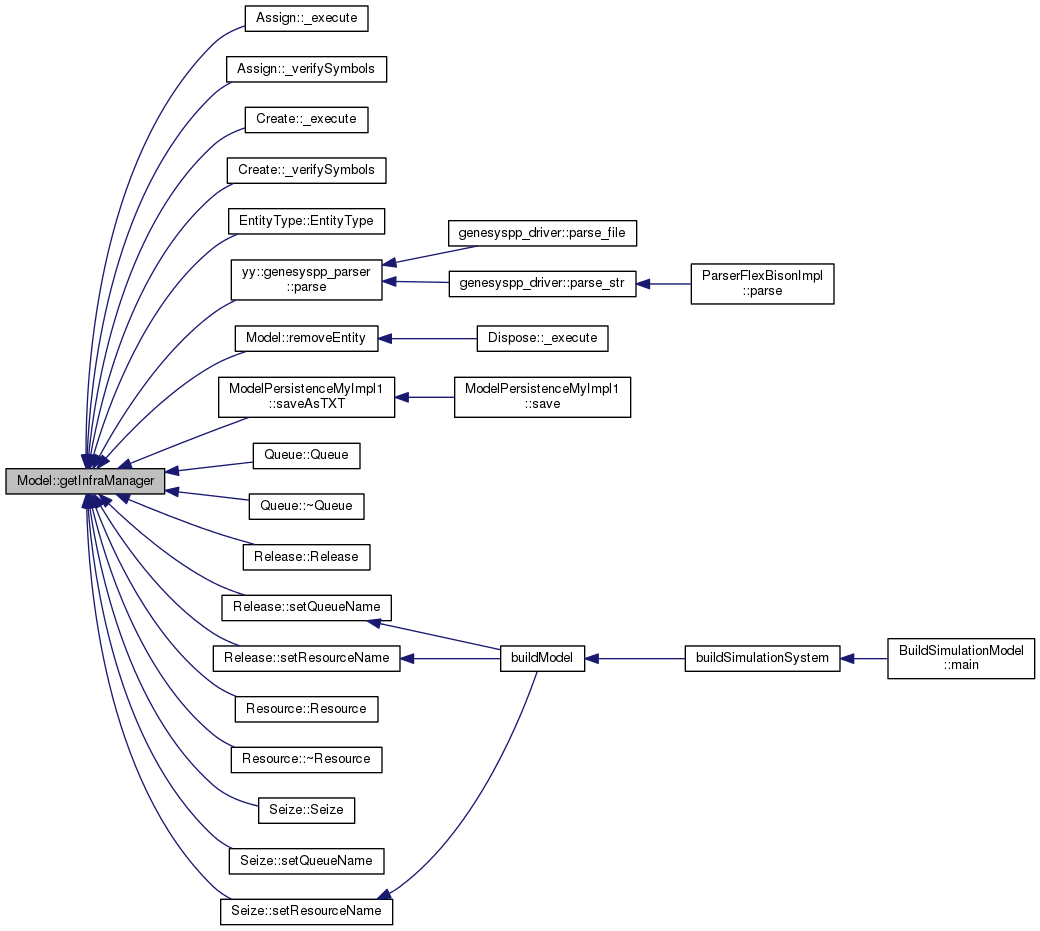 Assign::_execute
Assign::_verifySymbols
Create::_execute
Create::_verifySymbols
EntityType::EntityType
genesyspp_driver::parse_file
yy::genesyspp_parser
::parse
genesyspp_driver::parse_str
ParserFlexBisonImpl
::parse
Model::removeEntity
Dispose::_execute
ModelPersistenceMyImpl1
::saveAsTXT
ModelPersistenceMyImpl1
::save
Queue::Queue
Model::getInfraManager
Queue::~Queue
Release::Release
Release::setQueueName
Release::setResourceName
buildModel
buildSimulationSystem
BuildSimulationModel
::main
Resource::Resource
Resource::~Resource
Seize::Seize
Seize::setQueueName
Seize::setResourceName